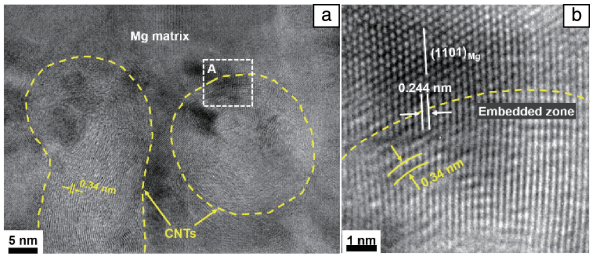 a
Mg matrix
A
0.34 nm
CNTs
5 nm
b
(1101)Mg
0.244 nm
Embedded zone
0.34 nm
1 nm